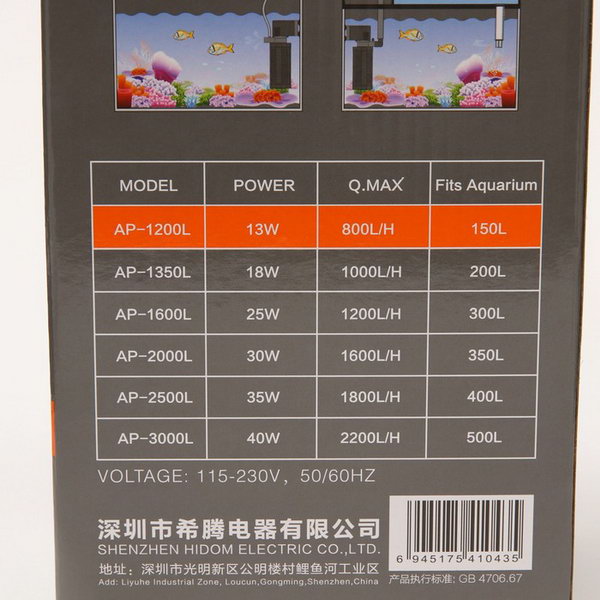 MODEL POWER Q.MAX Fits Aquarium
AP-1200L 13W 800L/H 150L
AP-1350L 18W 1000L/H 200L
AP-1600L 25W 1200L/H 300L
AP-2000L 30W 1600L/H 350L
AP-2500L 35W 1800L/H 400L
AP-3000L 40W 2200L/H 500L
VOLTAGE: 115-230V, 50/60HZ
深圳市希腾电器有限公司
SHENZHEN HIDOM ELECTRIC CO.,LTD.
地址: 深圳市光明新区公明镇楼村鲤鱼河工业区
Add: Liyuhe Industrial Zone, Loucun,Gongming,Shenzhen,China
6 945175 410435
产品执行标准: GB 4706.67